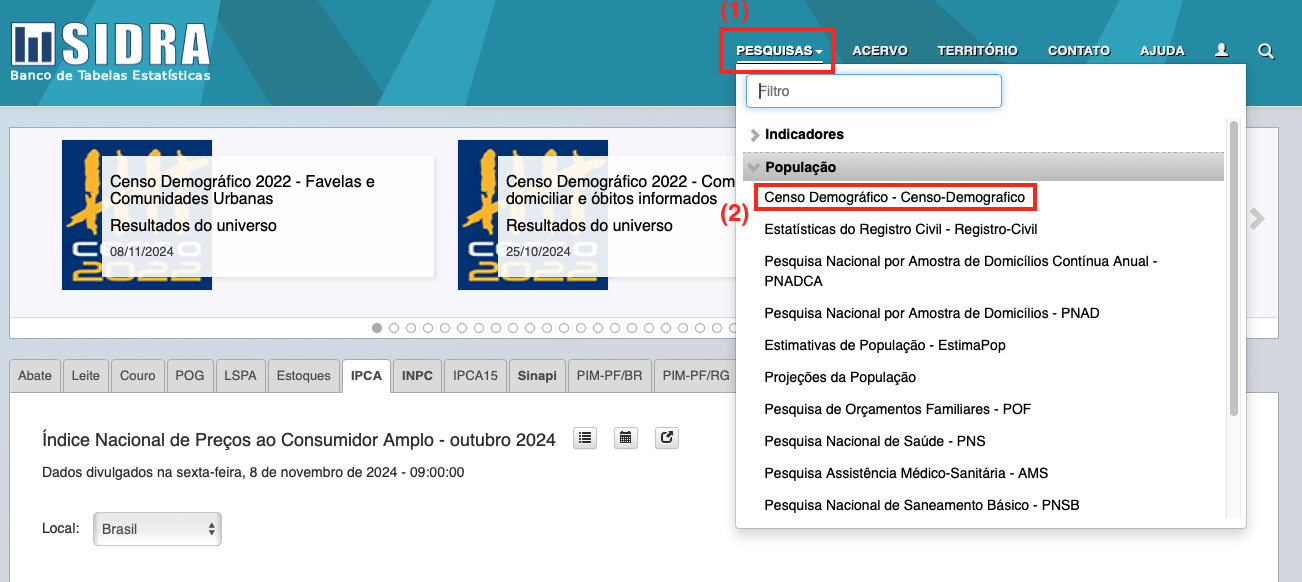 (1)
SIDRA
Banco de Tabelas Estatísticas
PESQUISAS
ACERVO
TERRITÓRIO
CONTATO
AJUDA
Filtro
Indicadores
População
(2)
Censo Demográfico - Censo-Demografico
Estatísticas do Registro Civil - Registro-Civil
Pesquisa Nacional por Amostra de Domicílios Contínua Anual -
PNADCA
Pesquisa Nacional por Amostra de Domicílios - PNAD
Estimativas de População - EstimaPop
Projeções da População
Pesquisa de Orçamentos Familiares - POF
Pesquisa Nacional de Saúde - PNS
Pesquisa Assistência Médico-Sanitária - AMS
Pesquisa Nacional de Saneamento Básico - PNSB
Censo Demográfico 2022 - Favelas e
Comunidades Urbanas
Resultados do universo
08/11/2024
2022
Censo Demográfico 2022 - Com
domiciliar e óbitos informados
Resultados do universo
25/10/2024
2022
Abate
Leite
Couro
POG
LSPA
Estoques
IPCA
INPC
IPCA15
Sinapi
PIM-PF/BR
PIM-PF/RG
Índice Nacional de Preços ao Consumidor Amplo - outubro 2024
Dados divulgados na sexta-feira, 8 de novembro de 2024 - 09:00:00
Local:
Brasil